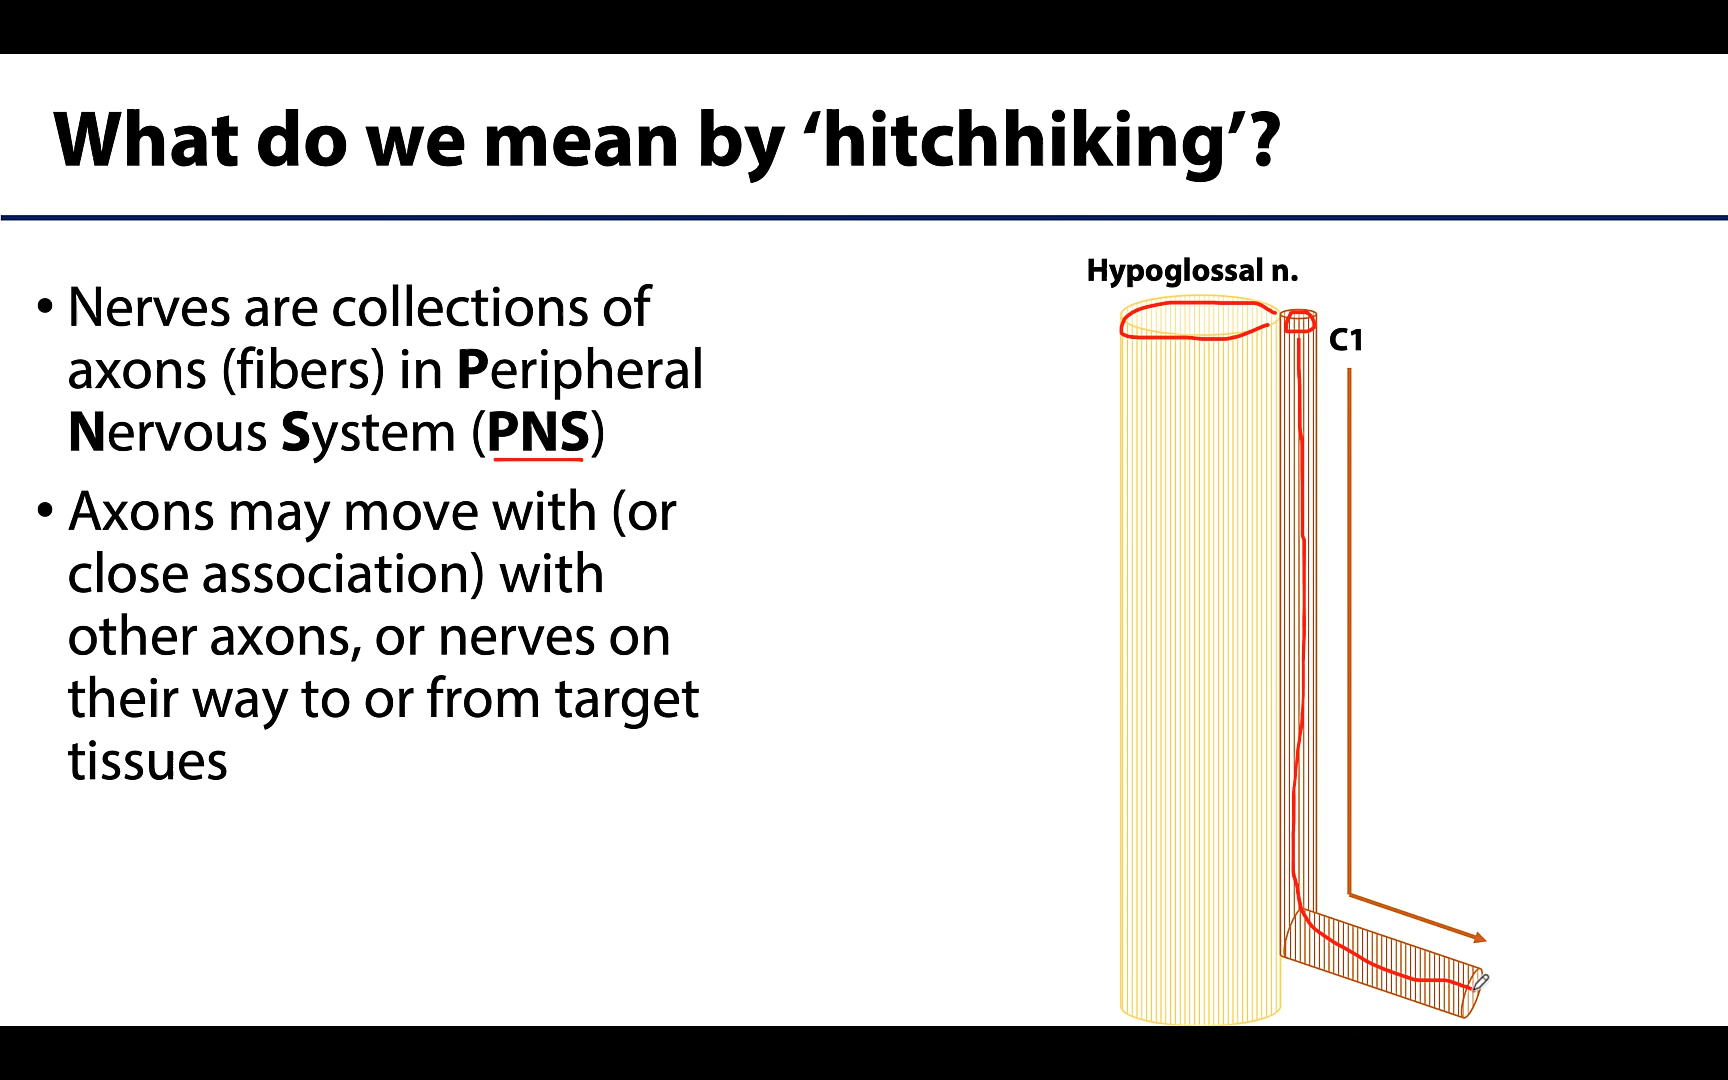 What do we mean by ‘hitchhiking’?
• Nerves are collections of
axons (fibers) in Peripheral
Nervous System (PNS)
• Axons may move with (or
close association) with
other axons, or nerves on
their way to or from target
tissues
Hypoglossal n.
C1